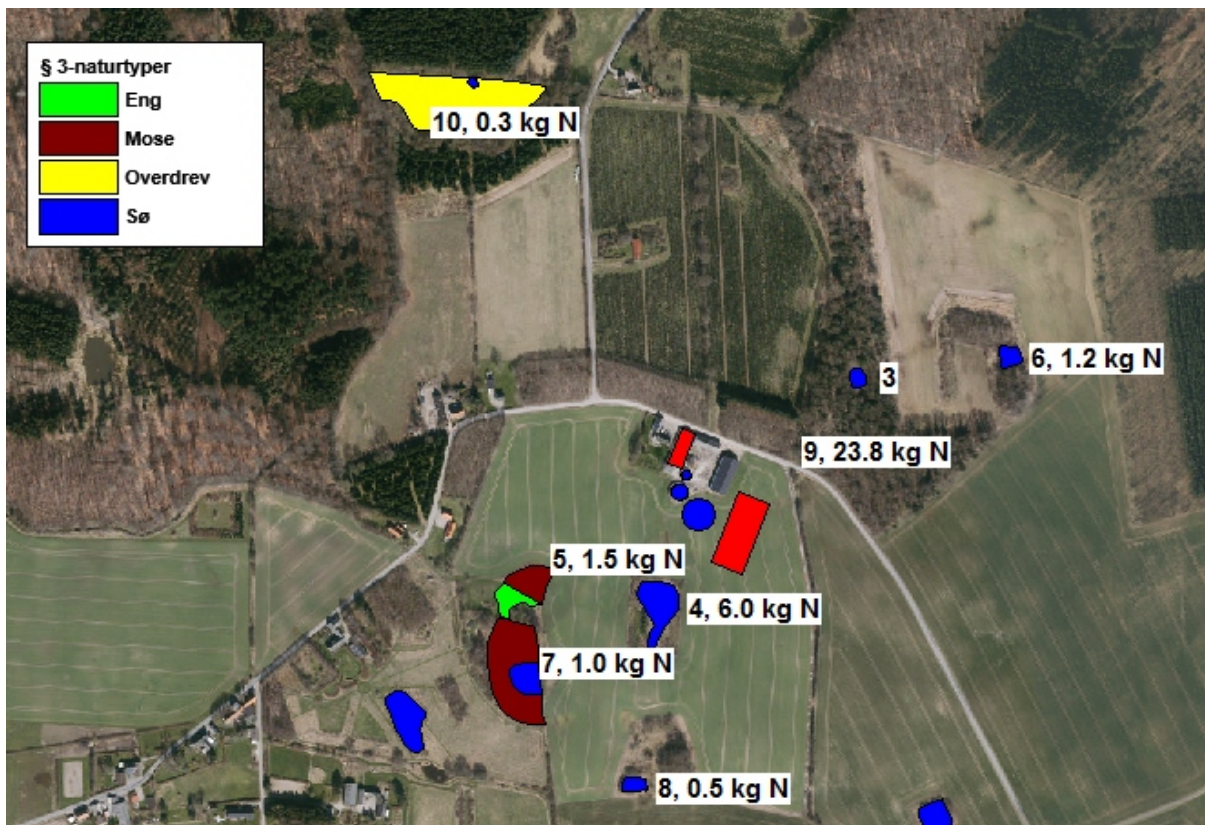 § 3-naturtyper
Eng
Mose
Overdrev
Sø
10, 0.3 kg N
3
6, 1.2 kg N
9, 23.8 kg N
5, 1.5 kg N
4, 6.0 kg N
7, 1.0 kg N
8, 0.5 kg N